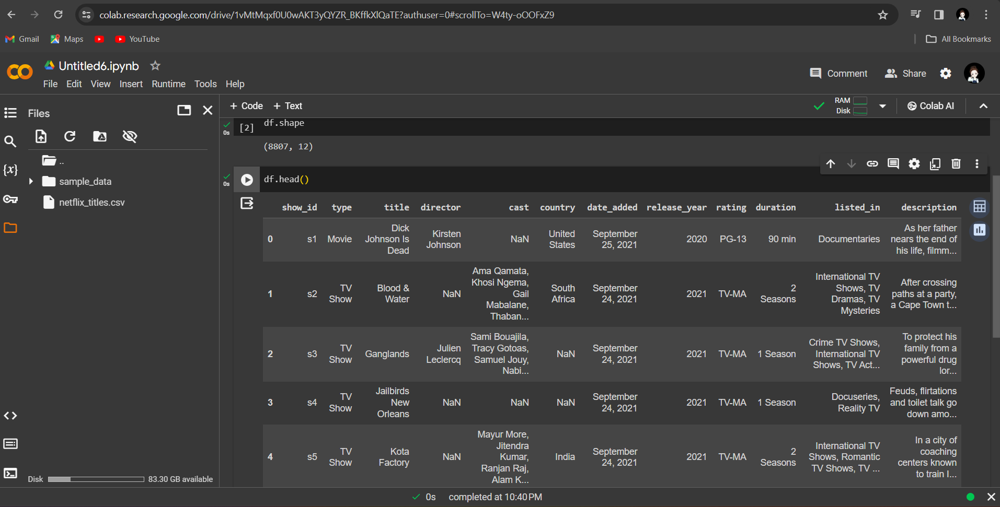 colab.research.google.com/drive/1vMtMqxf0U0wAKT3yQYZR_BKffkXlQaTE?authuser=0#scrollTo=W4ty-oOOFxZ9
Gmail Maps YouTube All Bookmarks
Untitled6.ipynb
File Edit View Insert Runtime Tools Help
Comment Share
Files
+ Code + Text
RAM
Disk
Colab AI
..
sample_data
netflix_titles.csv
Disk 83.30 GB available
0s
[2] df.shape
(8807, 12)
0s
df.head()
show_id type title director cast country date_added release_year rating duration listed_in description
0 s1 Movie Dick Johnson Is Dead Kirsten Johnson NaN United States September 25, 2021 2020 PG-13 90 min Documentaries As her father nears the end of his life, filmm...
1 s2 TV Show Blood & Water NaN Ama Qamata, Khosi Ngema, Gail Mabalane, Thaban... South Africa September 24, 2021 2021 TV-MA 2 Seasons International TV Shows, TV Dramas, TV Mysteries After crossing paths at a party, a Cape Town t...
2 s3 TV Show Ganglands Julien Leclercq Sami Bouajila, Tracy Gotoas, Samuel Jouy, Nabi... NaN September 24, 2021 2021 TV-MA 1 Season Crime TV Shows, International TV Shows, TV Act... To protect his family from a powerful drug lor...
3 s4 TV Show Jailbirds New Orleans NaN NaN NaN September 24, 2021 2021 TV-MA 1 Season Docuseries, Reality TV Feuds, flirtations and toilet talk go down amo...
4 s5 TV Show Kota Factory NaN Mayur More, Jitendra Kumar, Ranjan Raj, Alam K... India September 24, 2021 2021 TV-MA 2 Seasons International TV Shows, Romantic TV Shows, TV ... In a city of coaching centers known to train I...
0s completed at 10:40 PM